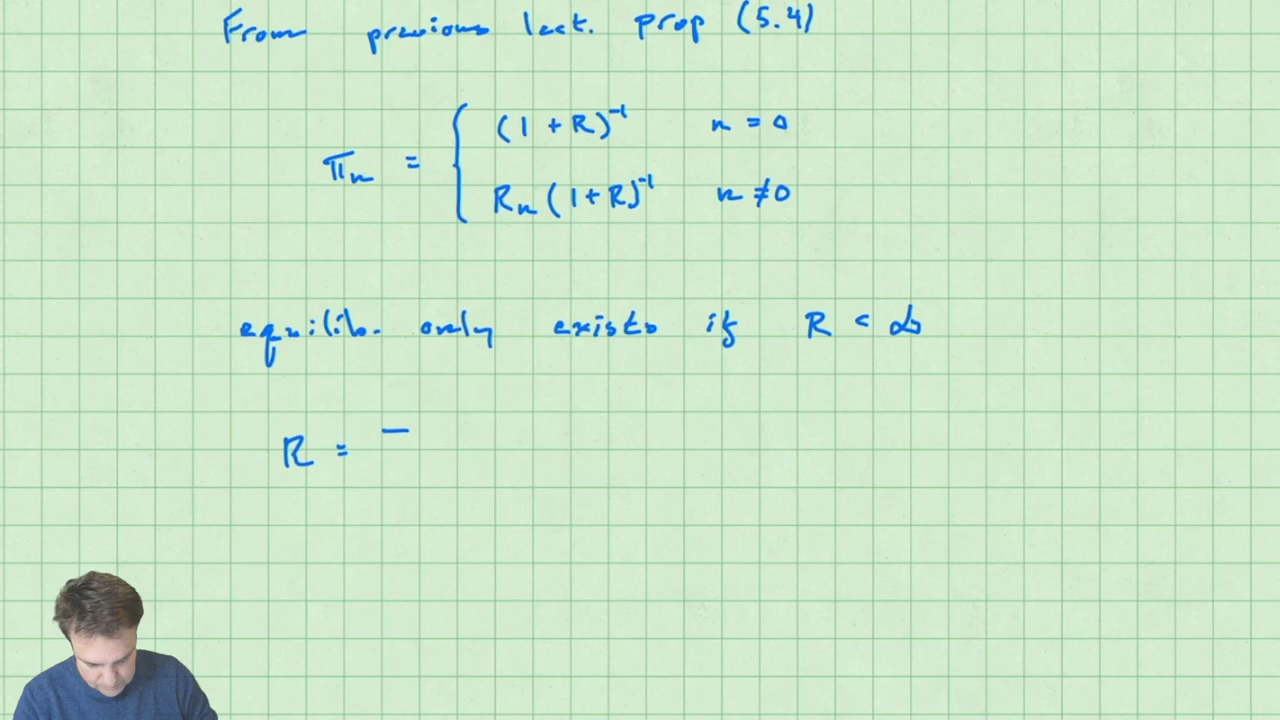 From previous lect. prop (5.4)
πn = { (1 + R)⁻¹ n = 0
Rn (1 + R)⁻¹ n ≠ 0
equilib. only exists if R < ∞
R =